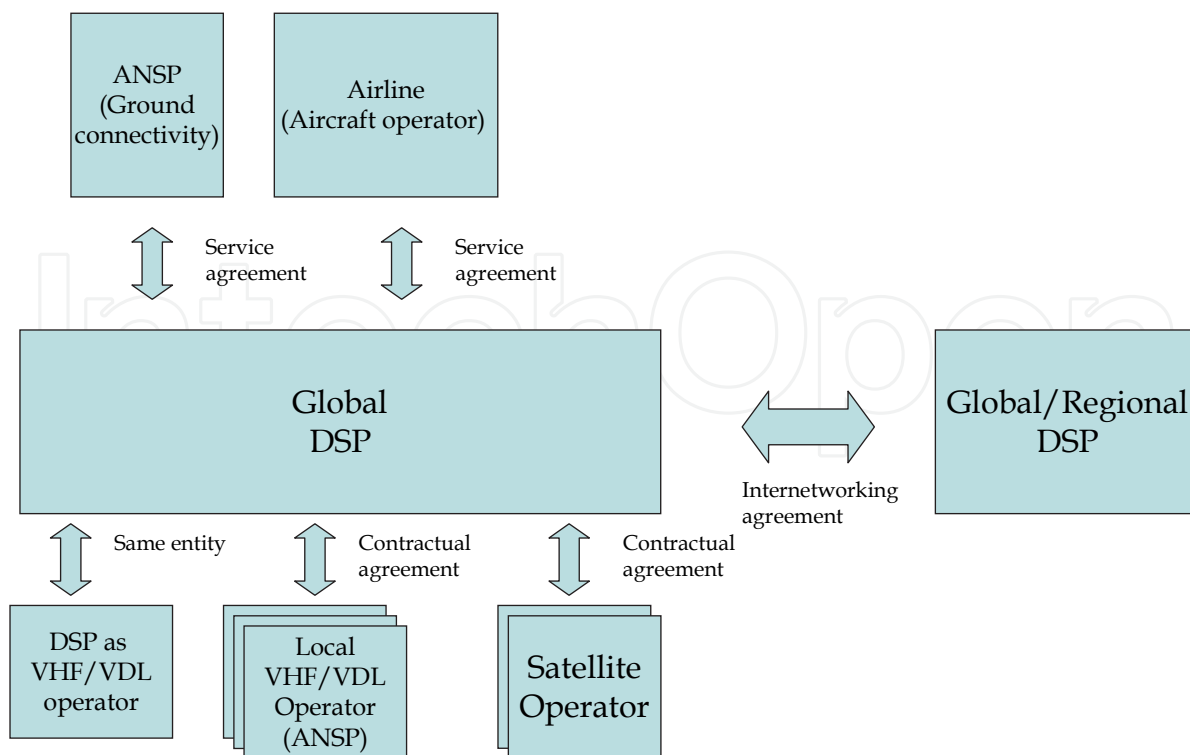 ANSP
(Ground
connectivity)
Airline
(Aircraft operator)
Service
agreement
Service
agreement
IntechOpen
Global
DSP
Global/Regional
DSP
Internetworking
agreement
Same entity
Contractual
agreement
Contractual
agreement
DSP as
VHF/VDL
operator
Local
VHF/VDL
Operator
(ANSP)
Satellite
Operator